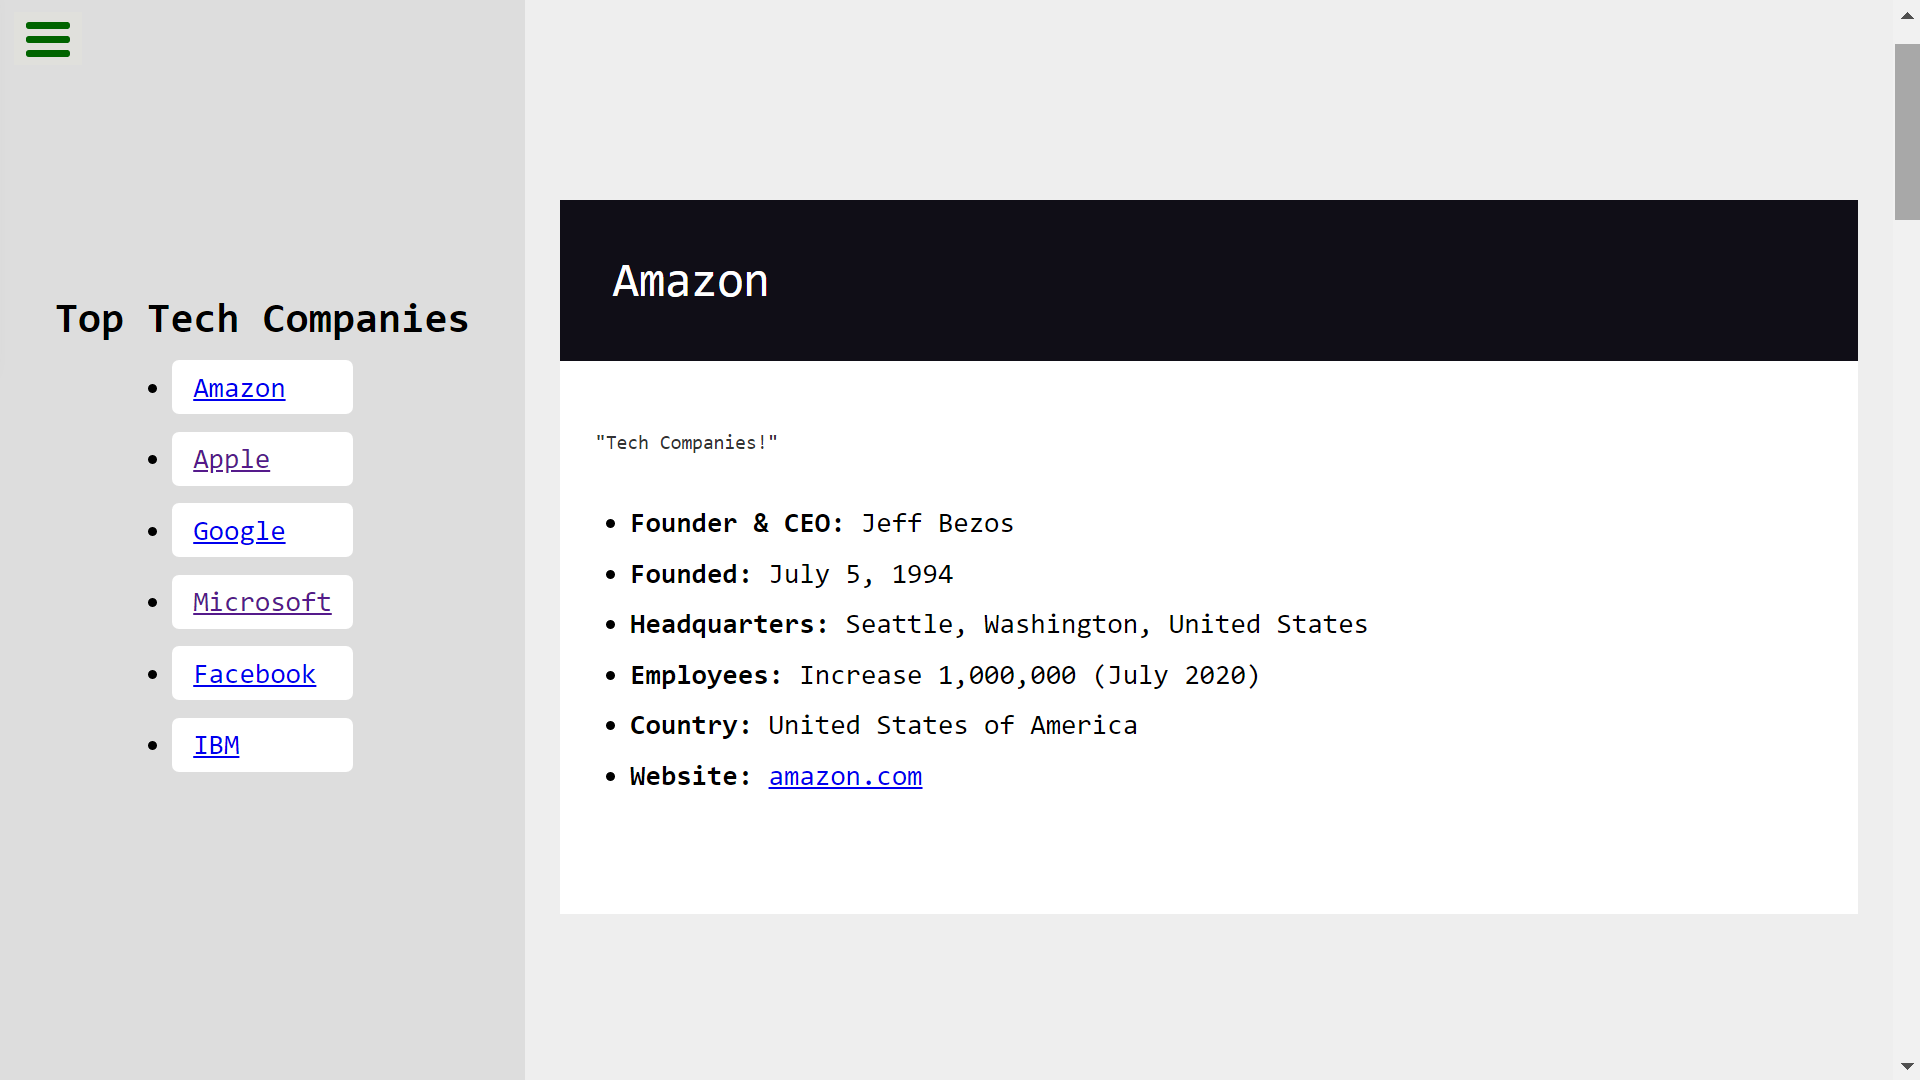 Top Tech Companies
Amazon
Apple
Google
Microsoft
Facebook
IBM
Amazon
"Tech Companies!"
Founder & CEO: Jeff Bezos
Founded: July 5, 1994
Headquarters: Seattle, Washington, United States
Employees: Increase 1,000,000 (July 2020)
Country: United States of America
Website: amazon.com